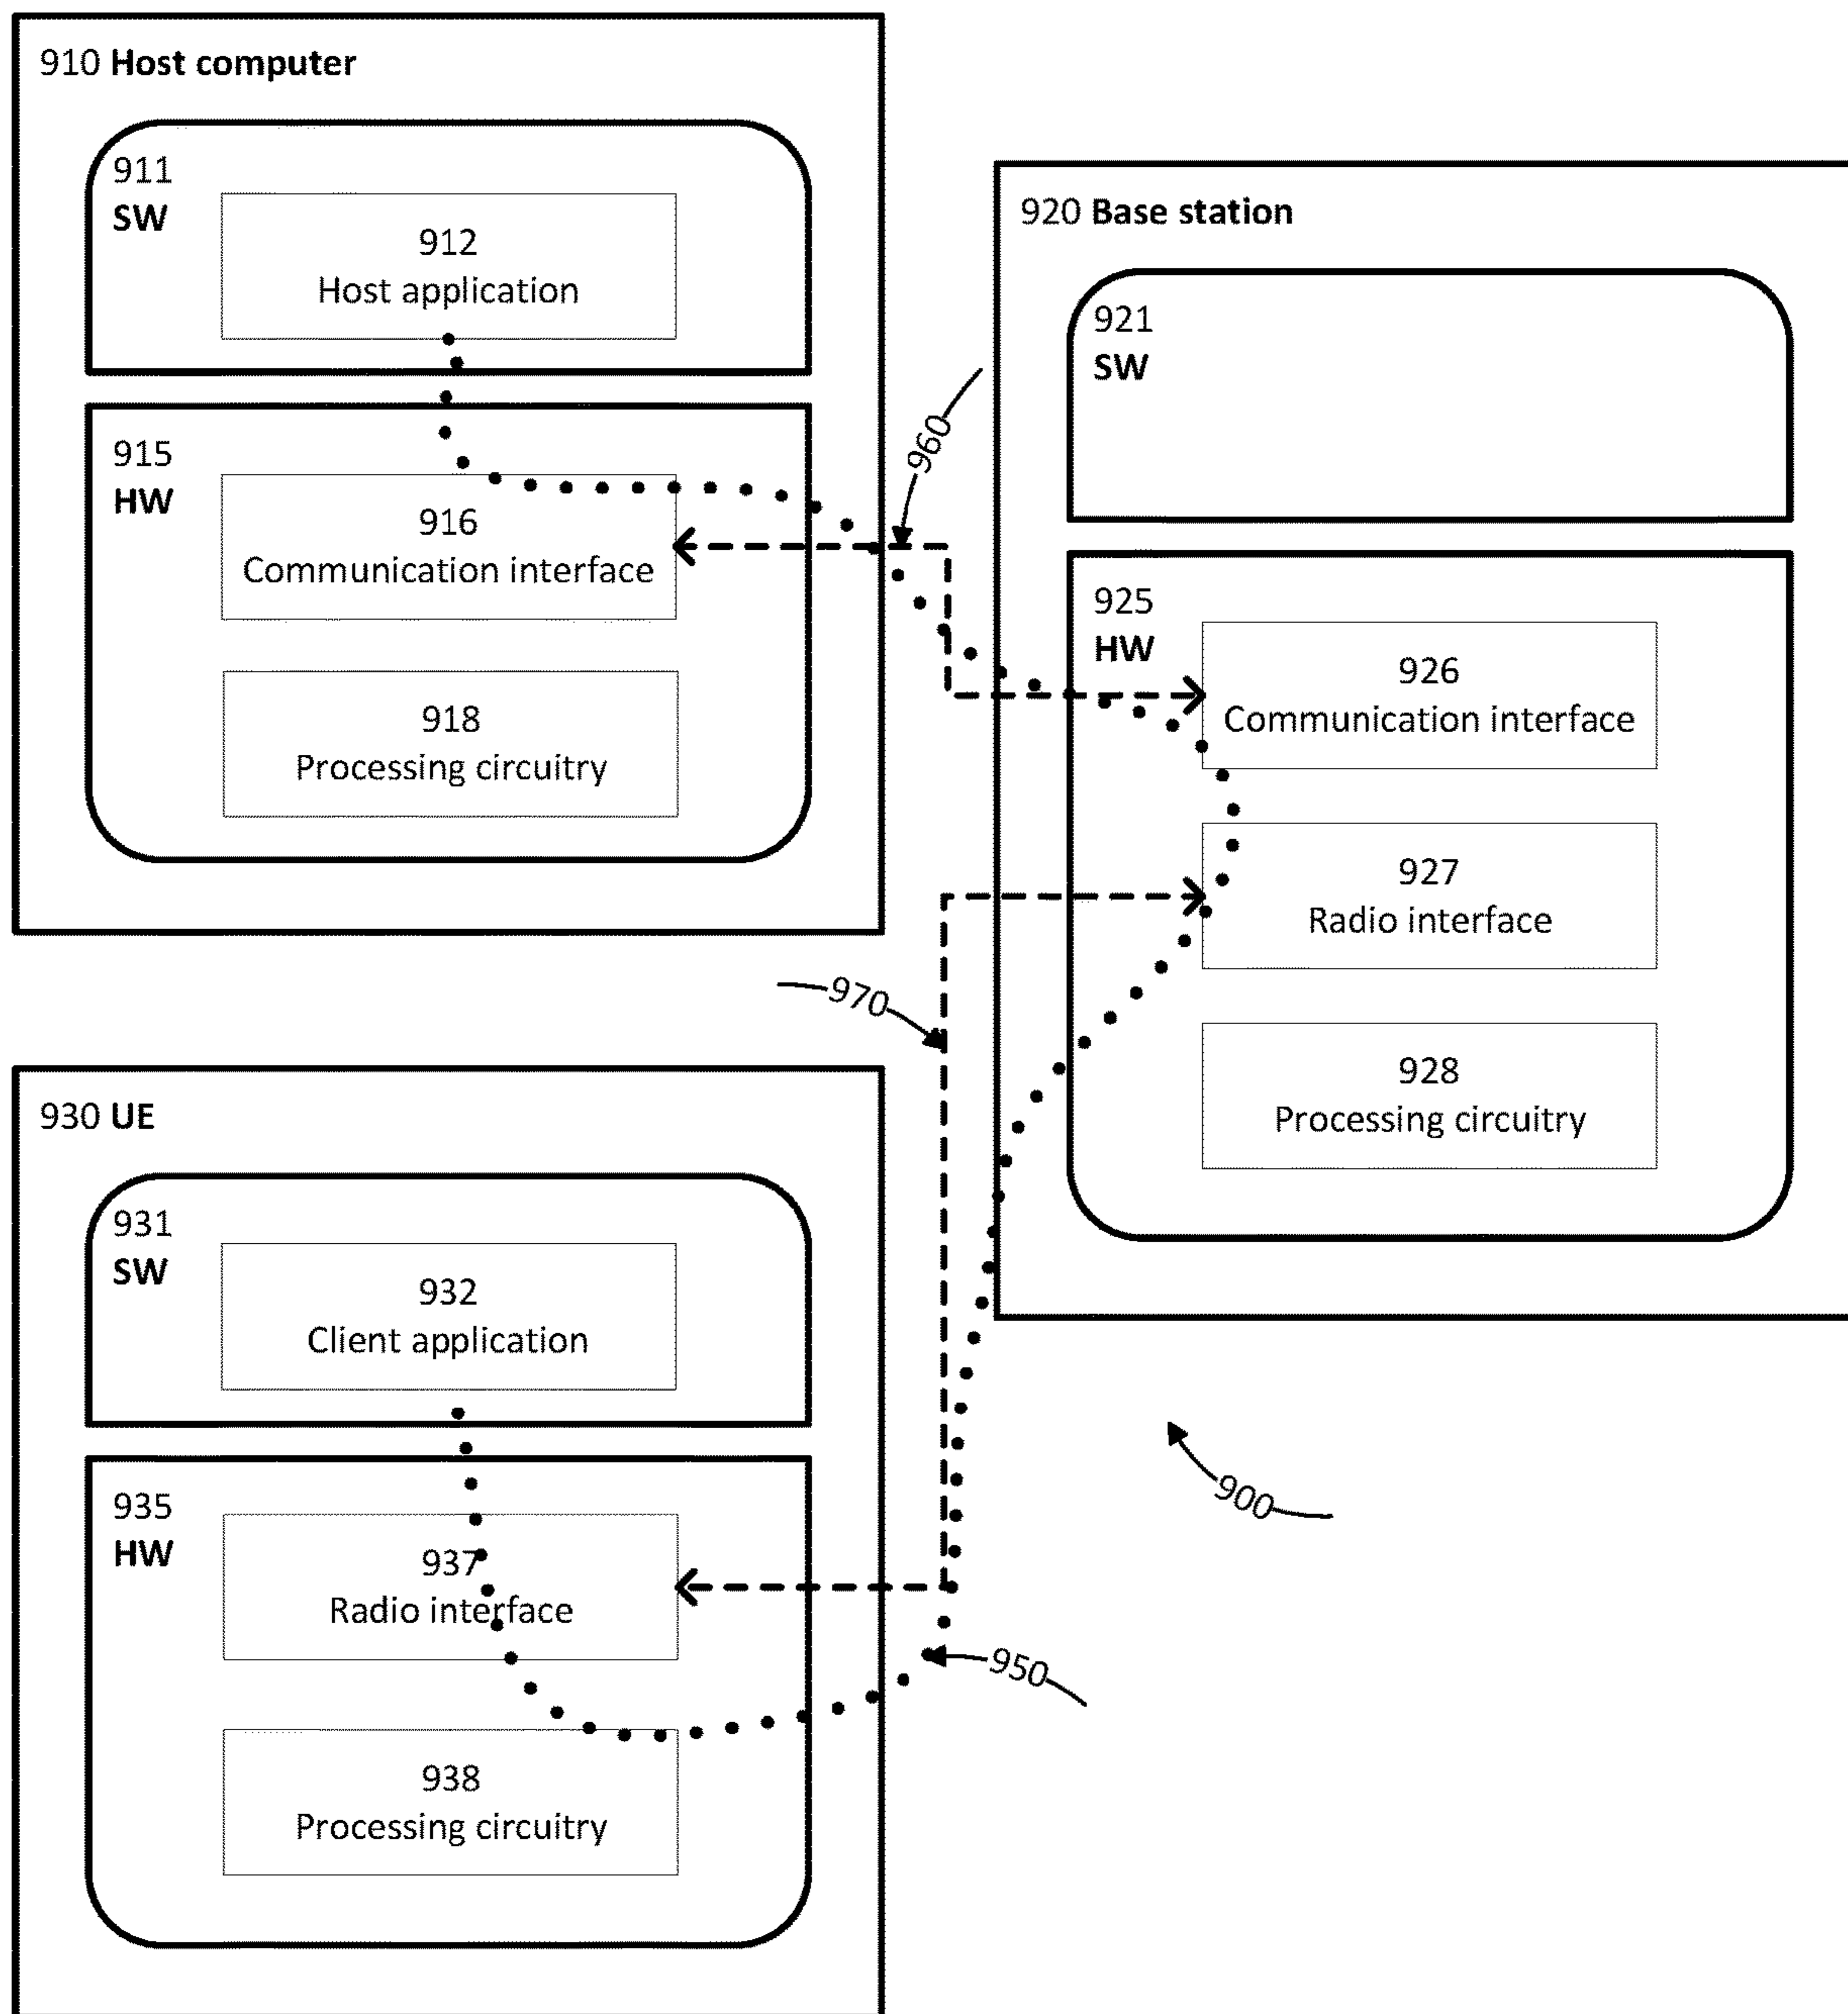 910 Host computer
911
SW
912
Host application
915
HW
916
Communication interface
918
Processing circuitry
960
920 Base station
921
SW
925
HW
926
Communication interface
927
Radio interface
928
Processing circuitry
970
930 UE
931
SW
932
Client application
935
HW
937
Radio interface
938
Processing circuitry
950
900